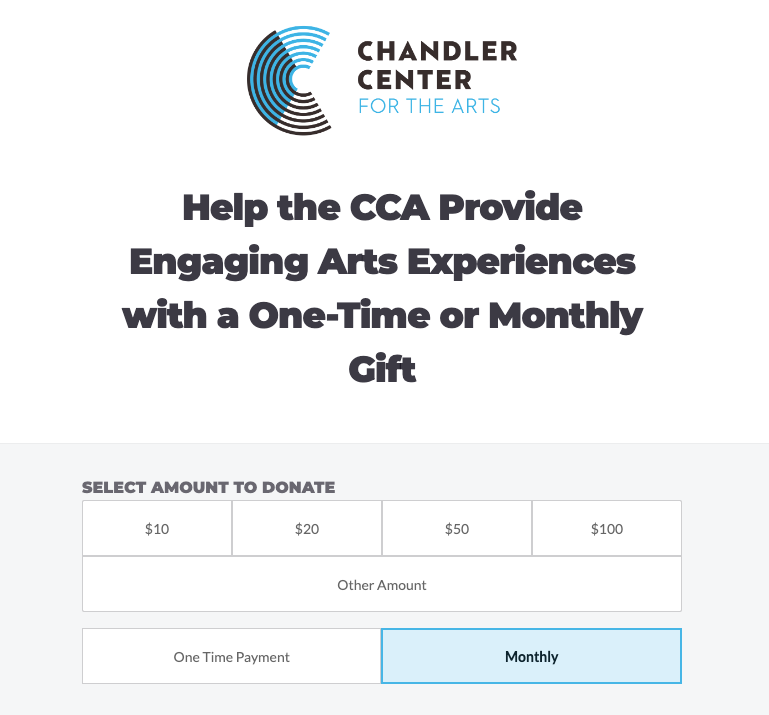 CHANDLER
CENTER
FOR THE ARTS
Help the CCA Provide
Engaging Arts Experiences
with a One-Time or Monthly
Gift
SELECT AMOUNT TO DONATE
$10 $20 $50 $100
Other Amount
One Time Payment Monthly